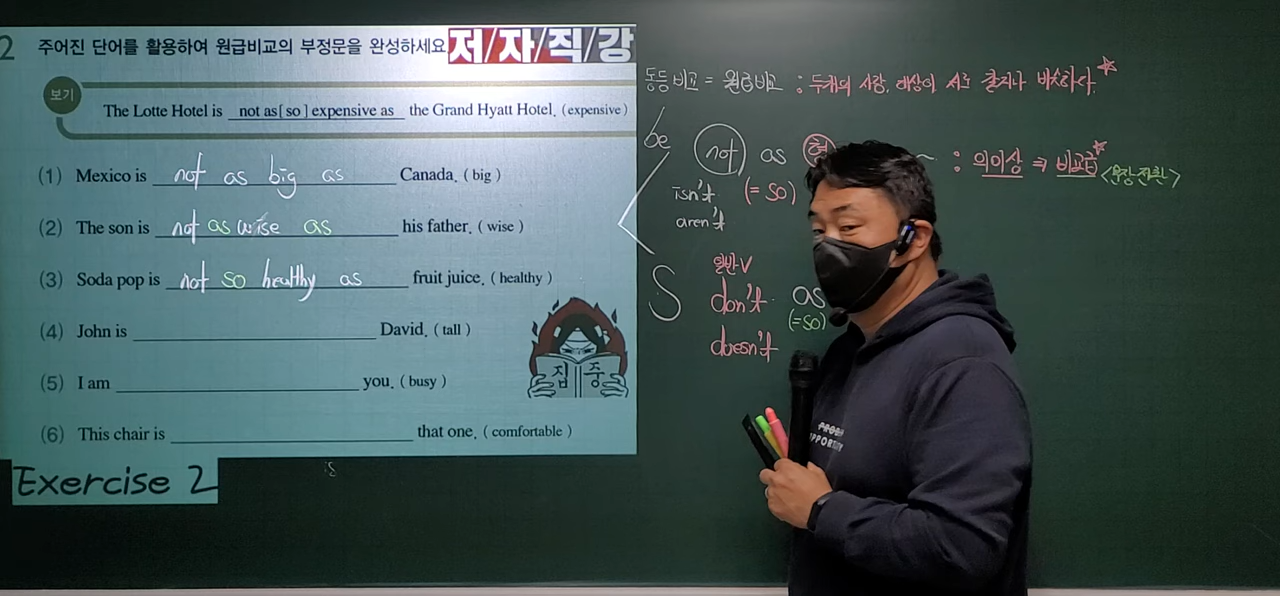 2 주어진 단어를 활용하여 원급비교의 부정문을 완성하세요
저/자/직/강
보기
The Lotte Hotel is not as[ so ] expensive as the Grand Hyatt Hotel. (expensive)
(1) Mexico is not as big as Canada. ( big )
(2) The son is not as wise as his father. ( wise )
(3) Soda pop is not so healthy as fruit juice. ( healthy )
(4) John is David. ( tall )
(5) I am you. ( busy )
(6) This chair is that one. ( comfortable )
집 중
Exercise 2
is
동등비교 = 원급비교 : 두개의 사람, 대상이 서로 같거나 비슷하다.
be not as 형 ~ : 의미상 ⇒ 비교급 <문장전환>
isn't (= so)
aren't
일반V
S don't as
(=so)
doesn't